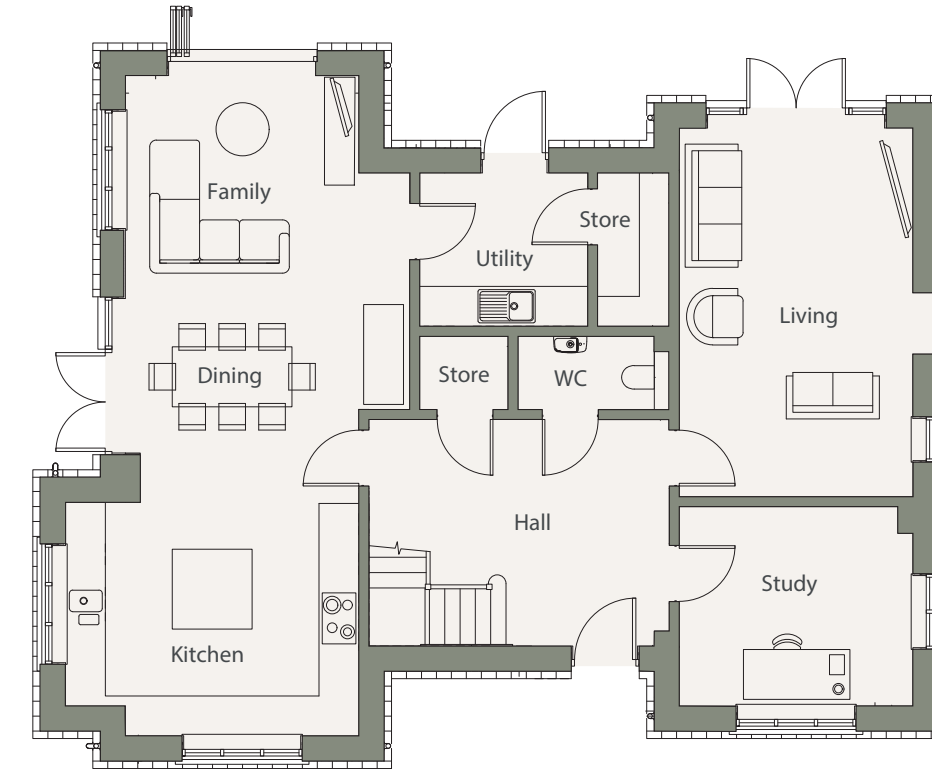 Family
Store
Utility
Living
Dining
Store
WC
Hall
Study
Kitchen